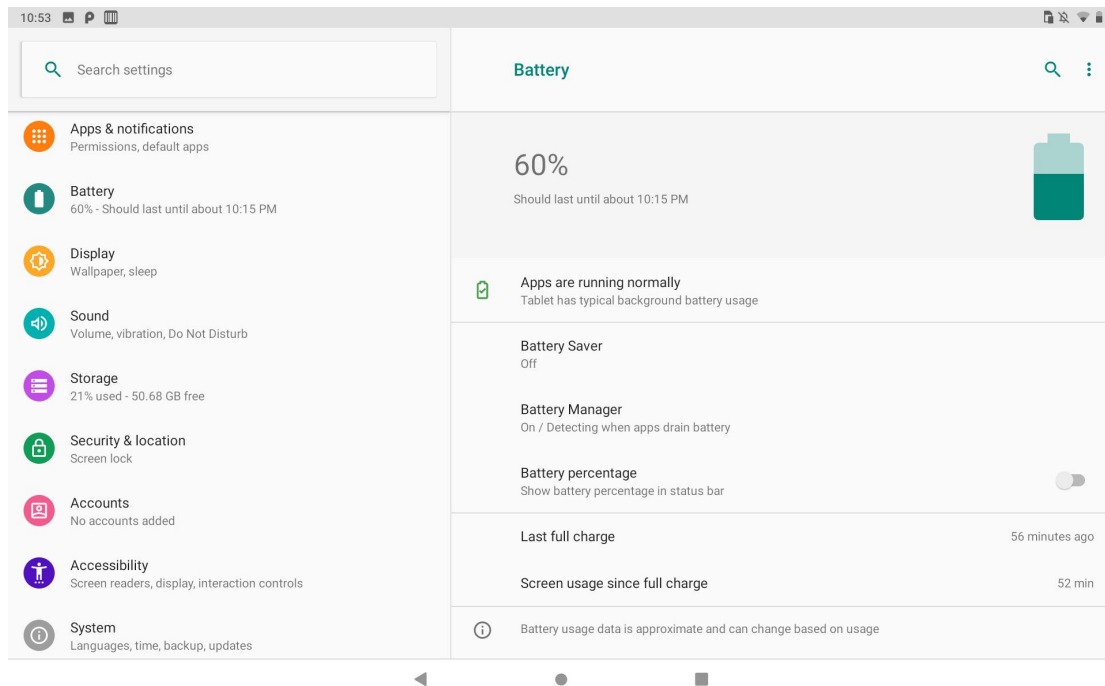 10:53
Search settings
Apps & notifications
Permissions, default apps
Battery
60% - Should last until about 10:15 PM
Display
Wallpaper, sleep
Sound
Volume, vibration, Do Not Disturb
Storage
21% used - 50.68 GB free
Security & location
Screen lock
Accounts
No accounts added
Accessibility
Screen readers, display, interaction controls
System
Languages, time, backup, updates
Battery
60%
Should last until about 10:15 PM
Apps are running normally
Tablet has typical background battery usage
Battery Saver
Off
Battery Manager
On / Detecting when apps drain battery
Battery percentage
Show battery percentage in status bar
Last full charge
56 minutes ago
Screen usage since full charge
52 min
Battery usage data is approximate and can change based on usage